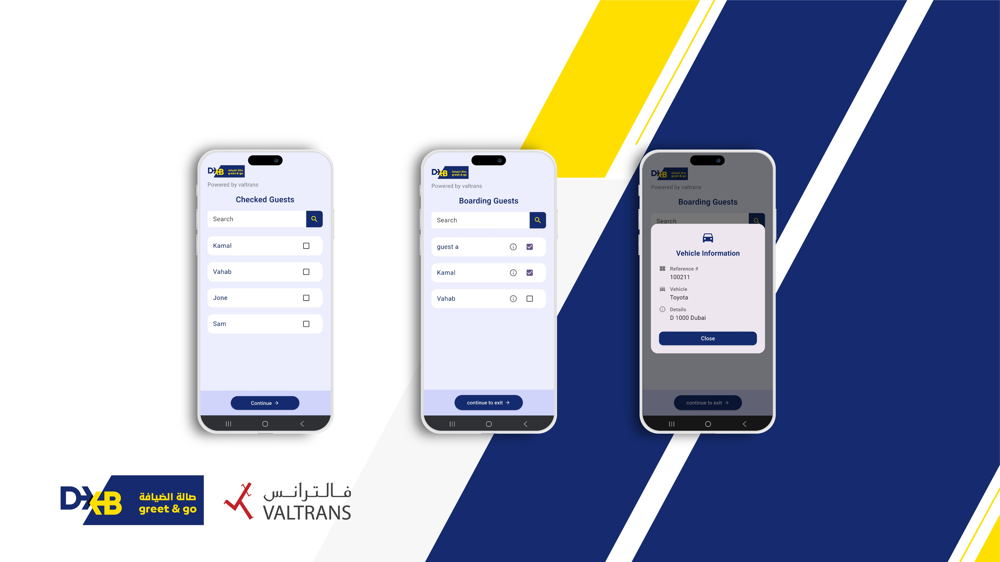 DXB
صالة الضيافة
greet & go
Powered by valtrans
Checked Guests
Search
Kamal
Vahab
Jone
Sam
Continue
DXB
صالة الضيافة
greet & go
Powered by valtrans
Boarding Guests
Search
guest a
Kamal
Vahab
continue to exit
DXB
صالة الضيافة
greet & go
Powered by valtrans
Boarding Guests
Search
Vehicle Information
Reference #
100211
Vehicle
Toyota
Details
D 1000 Dubai
Close
continue to exit
DXB
صالة الضيافة
greet & go
فالترانس
VALTRANS